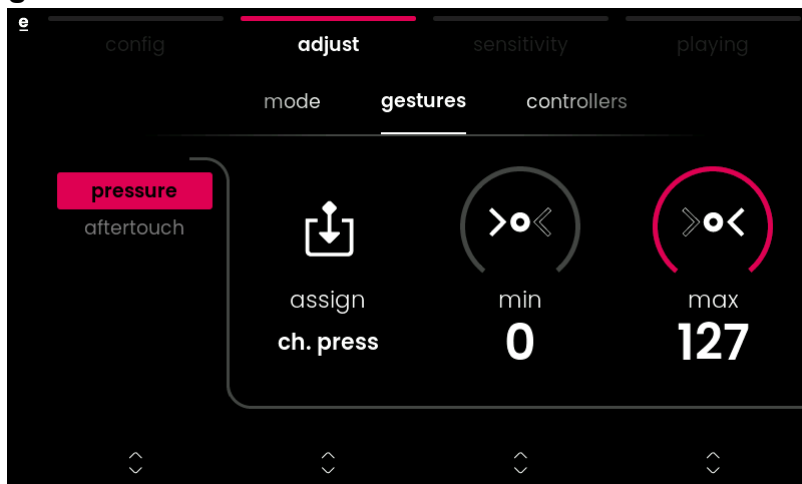 e
config adjust sensitivity playing
mode gestures controllers
pressure
aftertouch
assign min max
ch. press 0 127